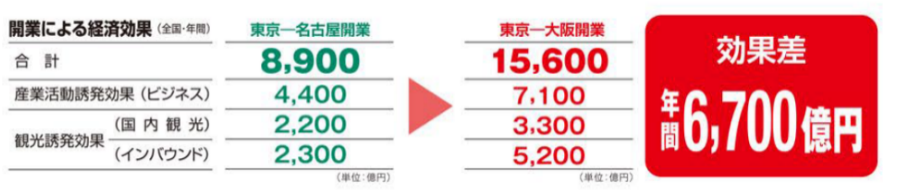 開業による経済効果(全国・年間) 東京―名古屋開業 東京―大阪開業
合計 8,900 15,600
産業活動誘発効果(ビジネス) 4,400 7,100
観光誘発効果
(国内観光) 2,200 3,300
(インバウンド) 2,300 5,200
(単位:億円) (単位:億円)
効果差
年間6,700億円